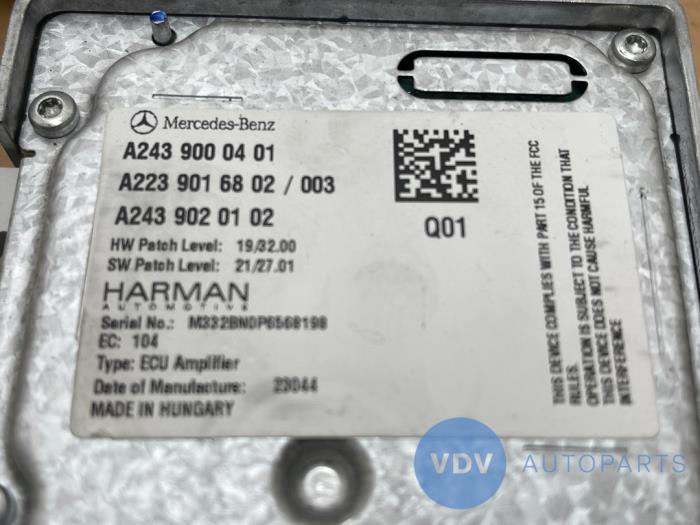 Mercedes-Benz
A243 900 04 01
A223 901 68 02 / 003
A243 902 01 02
HW Patch Level: 19/32.00
SW Patch Level: 21/27.01
HARMAN
AUTOMOTIVE
Serial No.: M332BN0P6568198
EC: 104
Type: ECU Amplifier
Date of Manufacture: 23044
MADE IN HUNGARY
Q01
THIS DEVICE COMPLIES WITH PART 15 OF THE FCC
RULES.
OPERATION IS SUBJECT TO THE CONDITION THAT
THIS DEVICE DOES NOT CAUSE HARMFUL
INTERFERENCE
VDV AUTOPARTS